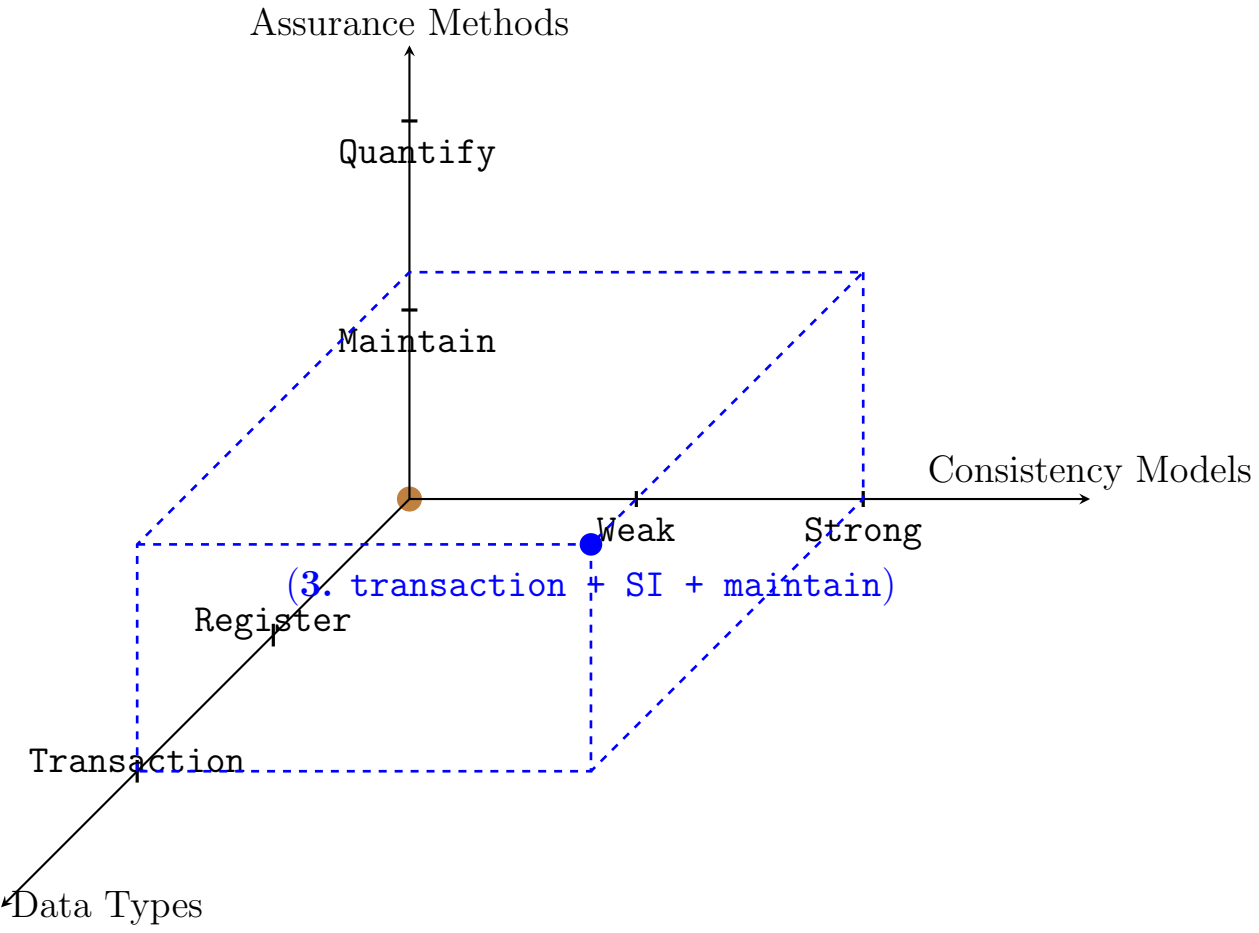 Assurance Methods
Quantify
Maintain
Consistency Models
Weak
Strong
(3. transaction + SI + maintain)
Register
Transaction
Data Types